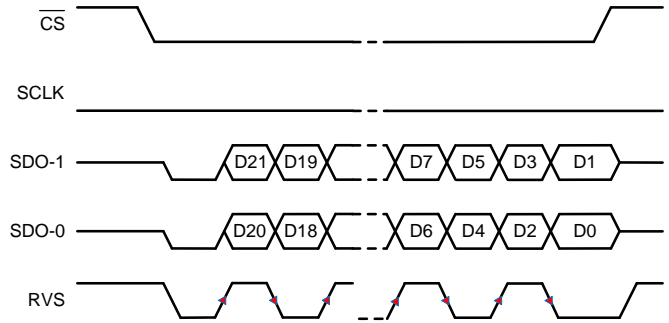 CS
SCLK
SDO-1 D21 D19 D7 D5 D3 D1
SDO-0 D20 D18 D6 D4 D2 D0
RVS